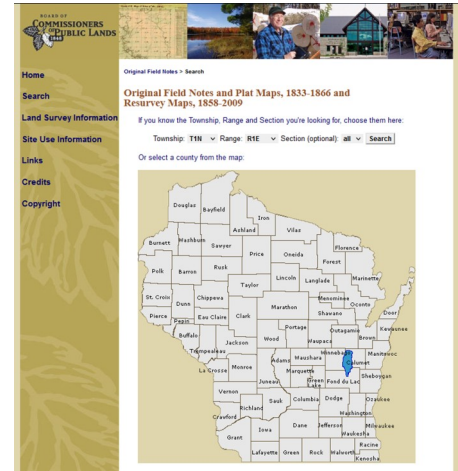 BOARD OF
COMMISSIONERS
OF PUBLIC LANDS
1848
Home
Search
Land Survey Information
Site Use Information
Links
Credits
Copyright
Original Field Notes > Search
Original Field Notes and Plat Maps, 1833-1866 and
Resurvey Maps, 1858-2009
If you know the Township, Range and Section you're looking for, choose them here:
Township: T1N Range: R1E Section (optional): all Search
Or select a county from the map:
Douglas
Bayfield
Iron
Ashland
Vilas
Burnett
Washburn
Sawyer
Price
Oneida
Florence
Forest
Polk
Barron
Rusk
Lincoln
Langlade
Marinette
Taylor
St. Croix
Dunn
Chippewa
Marathon
Menominee
Oconto
Door
Pierce
Pepin
Eau Claire
Clark
Shawano
Kewaunee
Buffalo
Trempealeau
Jackson
Wood
Portage
Waupaca
Outagamie
Brown
La Crosse
Monroe
Juneau
Adams
Waushara
Winnebago
Calumet
Manitowoc
Marquette
Green
Lake
Fond du Lac
Sheboygan
Vernon
Sauk
Columbia
Dodge
Ozaukee
Washington
Crawford
Richland
Iowa
Dane
Jefferson
Waukesha
Milwaukee
Grant
Lafayette
Green
Rock
Walworth
Racine
Kenosha